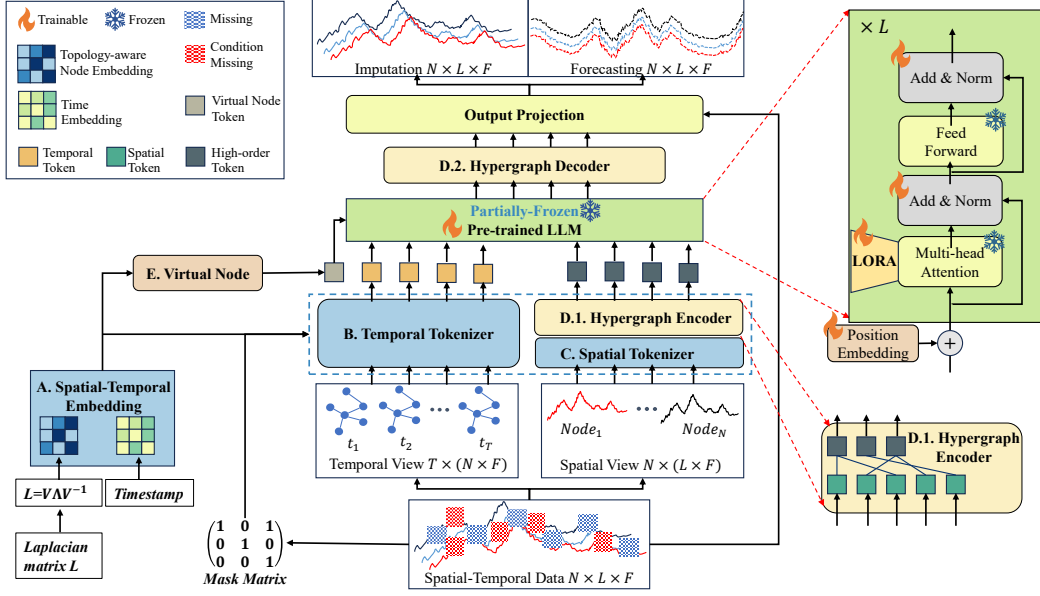 Trainable
Frozen
Missing
Topology-aware
Node Embedding
Condition
Missing
Time
Embedding
Virtual Node
Token
Temporal
Token
Spatial
Token
High-order
Token
Imputation N × L × F
Forecasting N × L × F
Output Projection
D.2. Hypergraph Decoder
Partially-Frozen
Pre-trained LLM
E. Virtual Node
B. Temporal Tokenizer
D.1. Hypergraph Encoder
C. Spatial Tokenizer
A. Spatial-Temporal
Embedding
t₁
t₂
t_T
Temporal View T × (N × F)
Node₁
Node_N
Spatial View N × (L × F)
L=VΛV⁻¹
Timestamp
Laplacian
matrix L
1 0 1
0 1 0
0 0 1
Mask Matrix
Spatial-Temporal Data N × L × F
× L
Add & Norm
Feed
Forward
Add & Norm
LORA
Multi-head
Attention
Position
Embedding
+
D.1. Hypergraph
Encoder